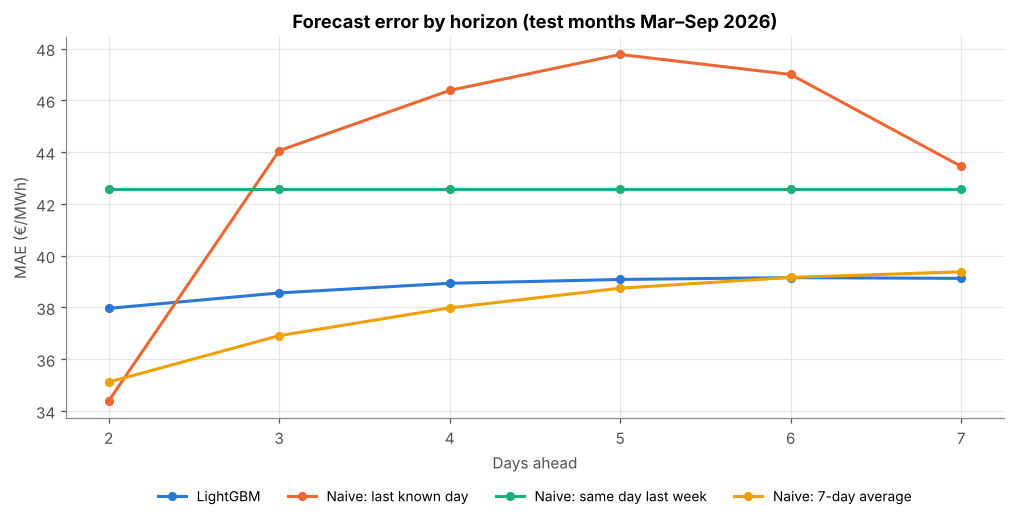 Forecast error by horizon (test months Mar–Sep 2026)
MAE (€/MWh)
48
46
44
42
40
38
36
34
2 3 4 5 6 7
Days ahead
LightGBM Naive: last known day Naive: same day last week Naive: 7-day average